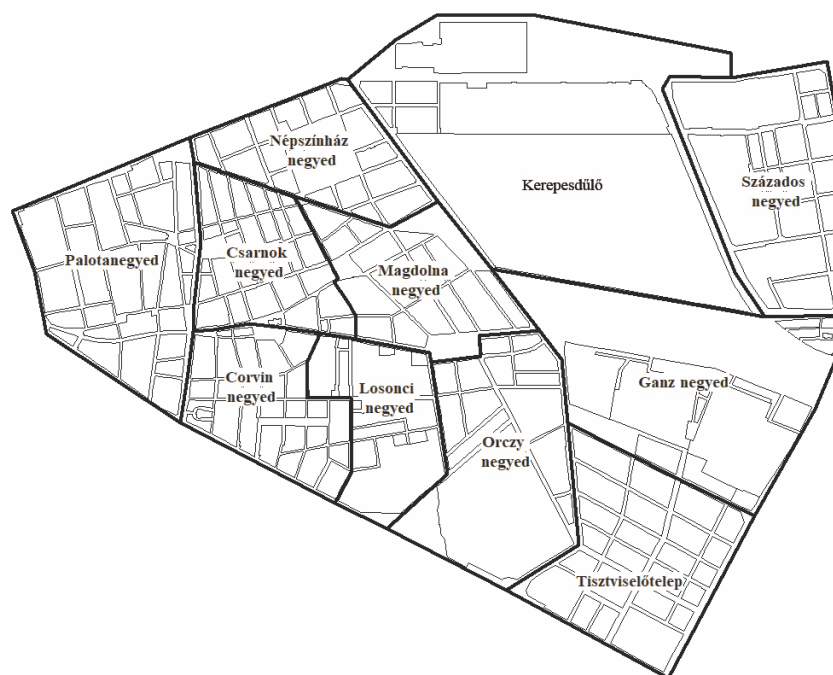 Népszínház
negyed
Kerepesdűlő
Százados
negyed
Palotanegyed
Csarnok
negyed
Magdolna
negyed
Corvin
negyed
Losonci
negyed
Ganz negyed
Orczy
negyed
Tisztviselőtelep